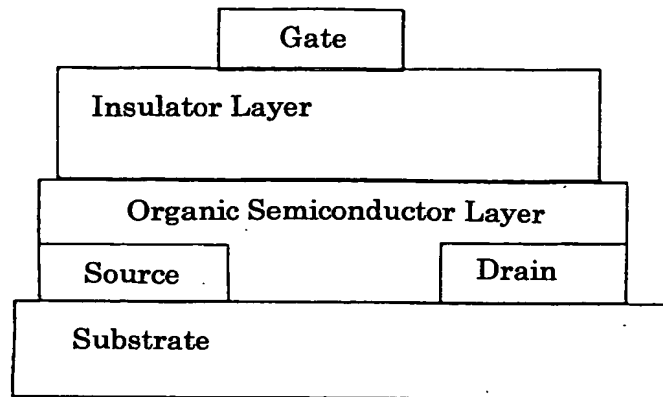 Gate
Insulator Layer
Organic Semiconductor Layer
Source
Drain
Substrate